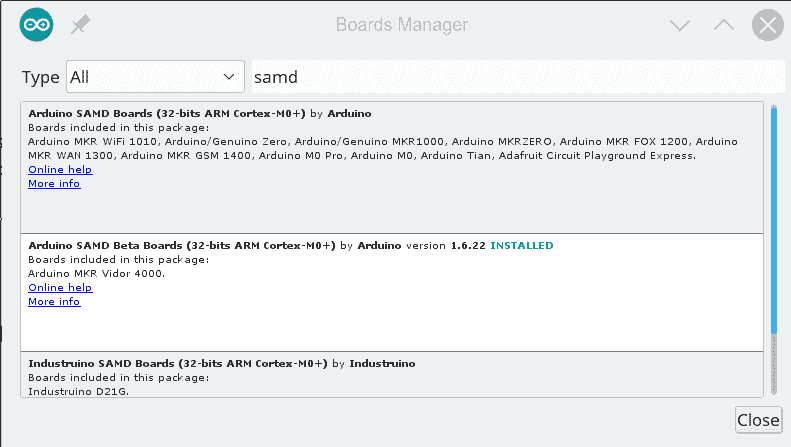 Boards Manager
Type All samd
Arduino SAMD Boards (32-bits ARM Cortex-M0+) by Arduino
Boards included in this package:
Arduino MKR WiFi 1010, Arduino/Genuino Zero, Arduino/Genuino MKR1000, Arduino MKRZERO, Arduino MKR FOX 1200, Arduino
MKR WAN 1300, Arduino MKR GSM 1400, Arduino M0 Pro, Arduino M0, Arduino Tian, Adafruit Circuit Playground Express.
Online help
More info
Arduino SAMD Beta Boards (32-bits ARM Cortex-M0+) by Arduino version 1.6.22 INSTALLED
Boards included in this package:
Arduino MKR Vidor 4000.
Online help
More info
Industruino SAMD Boards (32-bits ARM Cortex-M0+) by Industruino
Boards included in this package:
Industruino D21G.
Close